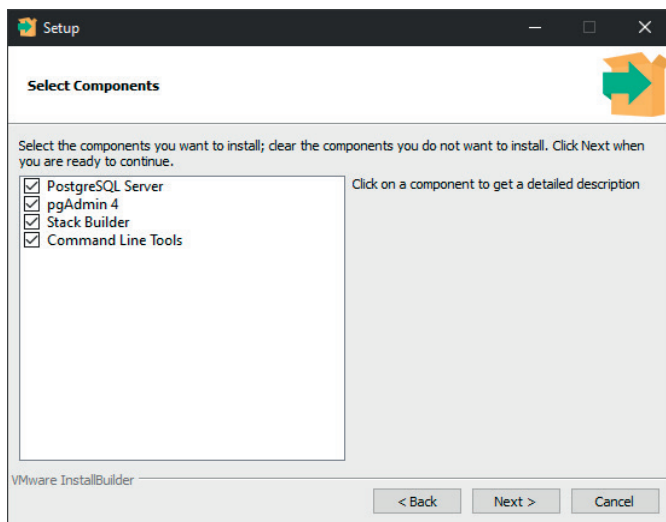 Setup
Select Components
Select the components you want to install; clear the components you do not want to install. Click Next when
you are ready to continue.
PostgreSQL Server
pgAdmin 4
Stack Builder
Command Line Tools
Click on a component to get a detailed description
VMware InstallBuilder
< Back
Next >
Cancel